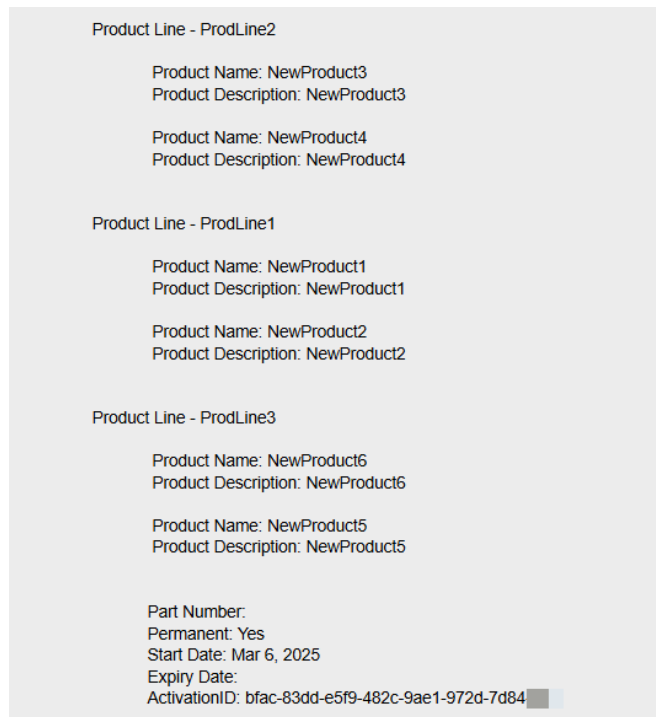 Product Line - ProdLine2
Product Name: NewProduct3
Product Description: NewProduct3
Product Name: NewProduct4
Product Description: NewProduct4
Product Line - ProdLine1
Product Name: NewProduct1
Product Description: NewProduct1
Product Name: NewProduct2
Product Description: NewProduct2
Product Line - ProdLine3
Product Name: NewProduct6
Product Description: NewProduct6
Product Name: NewProduct5
Product Description: NewProduct5
Part Number:
Permanent: Yes
Start Date: Mar 6, 2025
Expiry Date:
ActivationID: bfac-83dd-e5f9-482c-9ae1-972d-7d84-